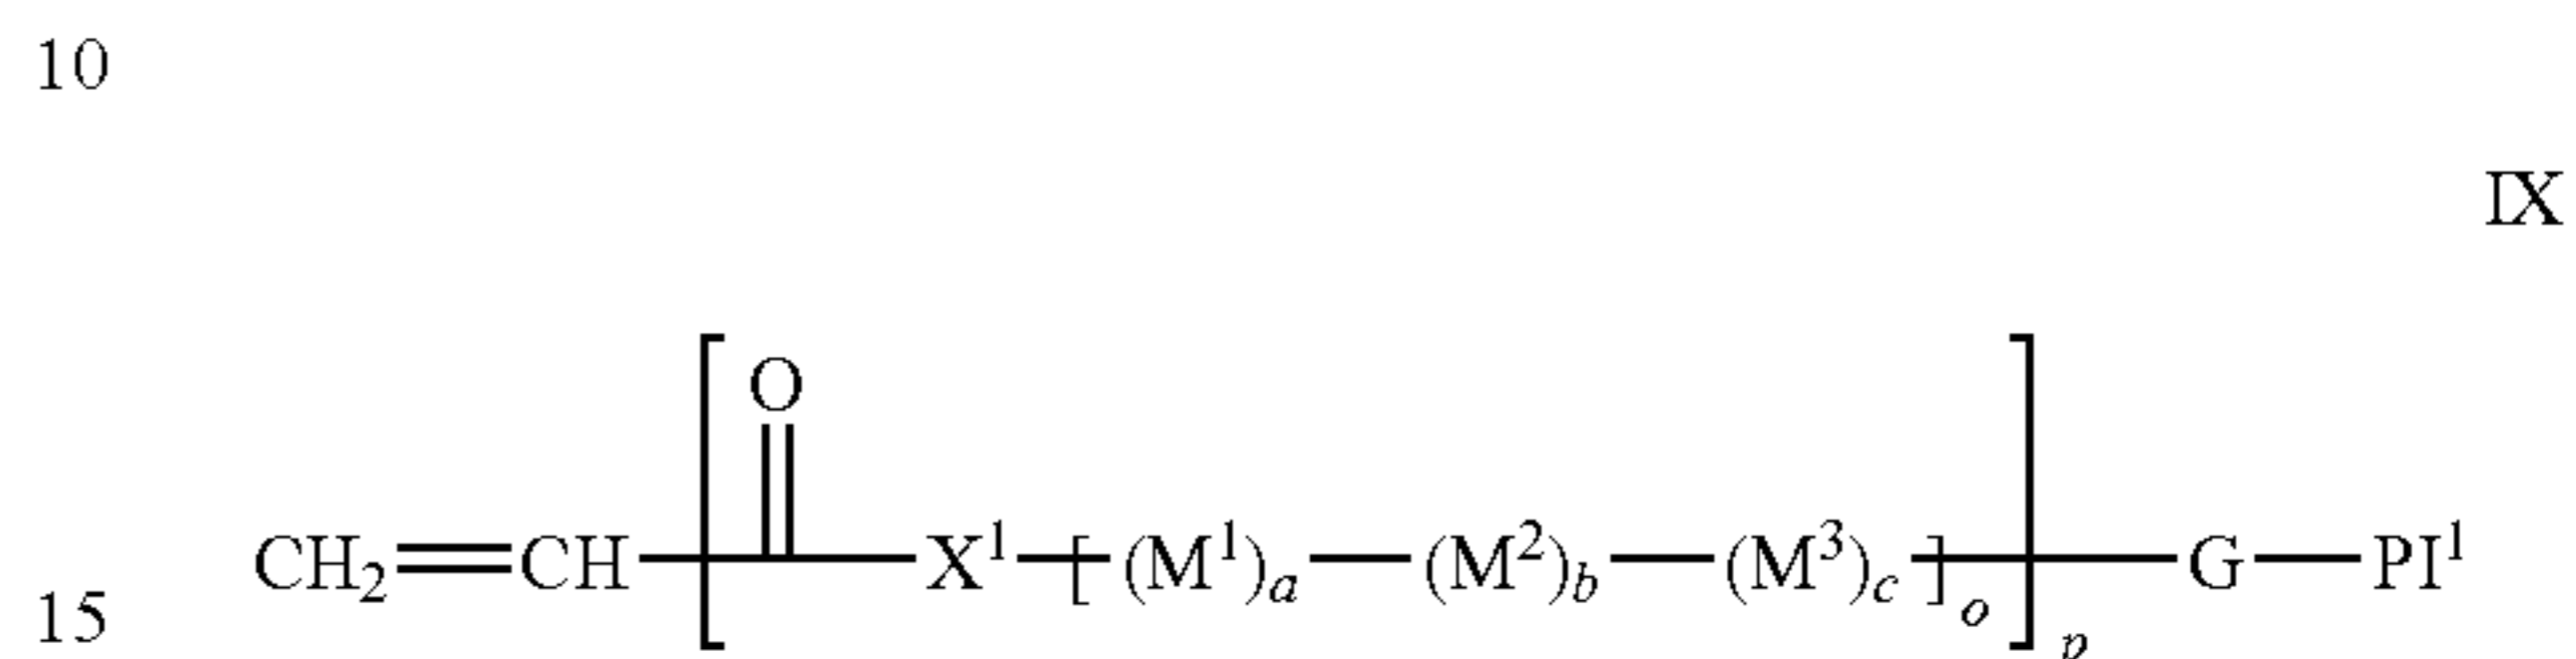 10
IX
O
CH2=CH—[—X1—[—(M1)a—(M2)b—(M3)c—]o—]p—G—PI1
15